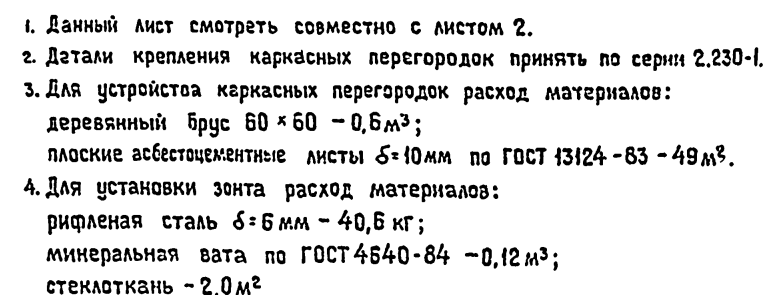 1. Данный лист смотреть совместно с листом 2.
2. Детали крепления каркасных перегородок принять по серии 2.230-1.
3. Для устройства каркасных перегородок расход материалов:
деревянный брус 60 × 60 – 0,6 м³;
плоские асбестоцементные листы δ=10мм по ГОСТ 13124-83 – 49 м².
4. Для установки зонта расход материалов:
рифленая сталь δ=6 мм – 40,6 кг;
минеральная вата по ГОСТ 4640-84 – 0,12 м³;
стеклоткань – 2,0 м²